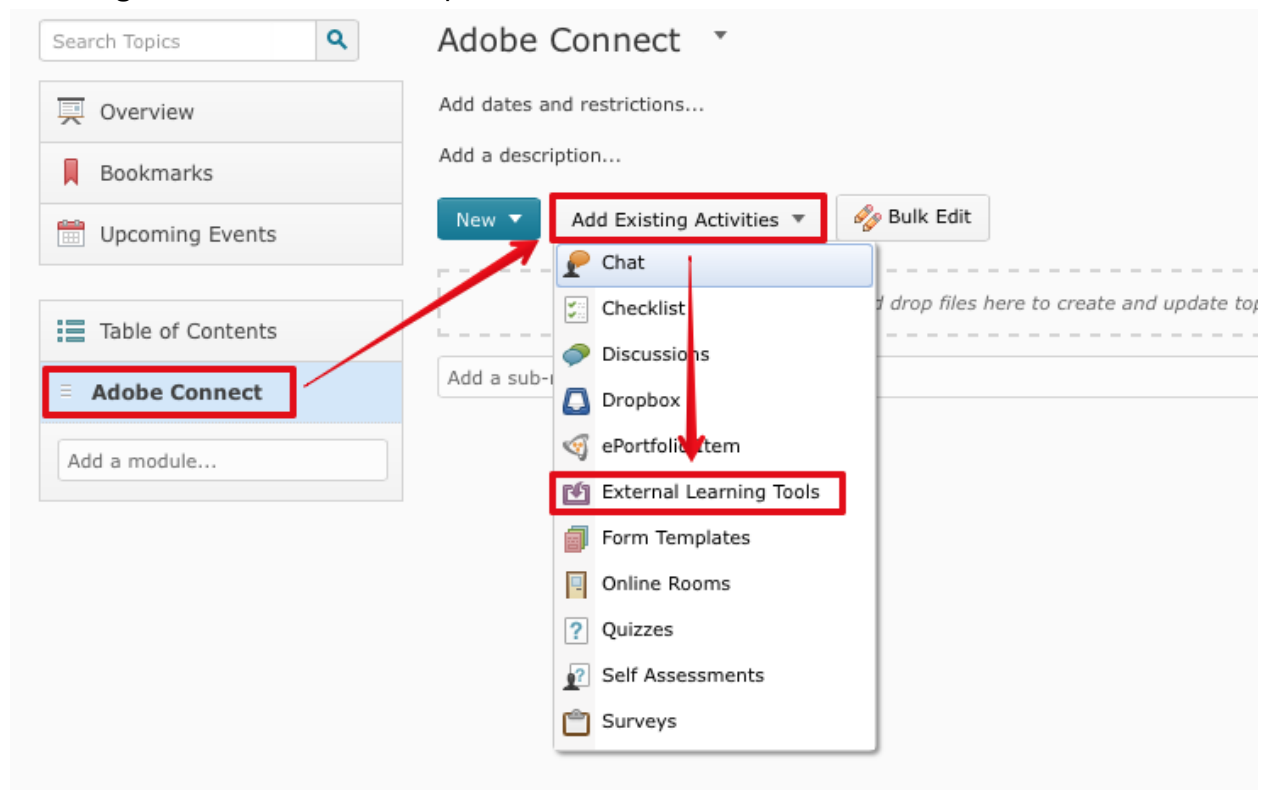 Search Topics
Overview
Bookmarks
Upcoming Events
Table of Contents
Adobe Connect
Add a module...
Adobe Connect
Add dates and restrictions...
Add a description...
New Add Existing Activities Bulk Edit
Chat
Checklist
Discussions
Dropbox
ePortfolio Item
External Learning Tools
Form Templates
Online Rooms
Quizzes
Self Assessments
Surveys
drop files here to create and update
Add a sub-